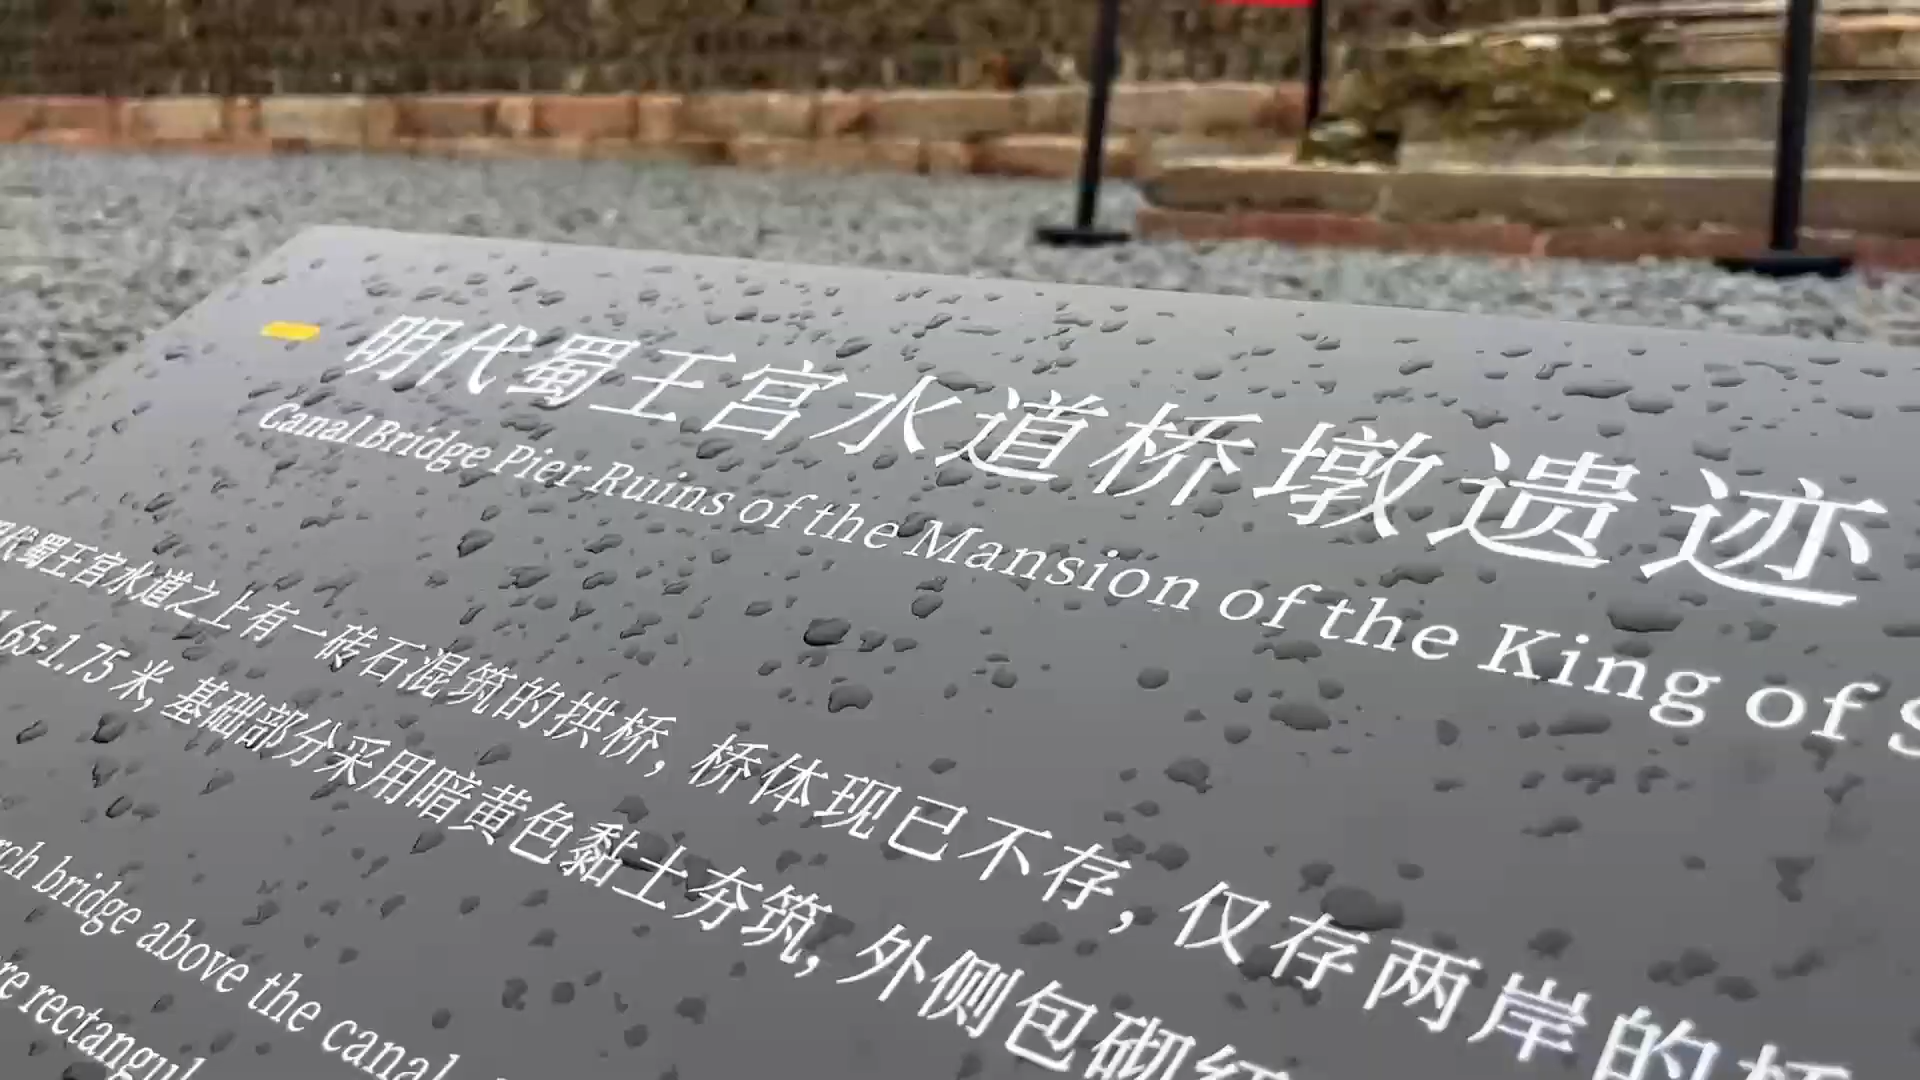 明代蜀王宫水道桥墩遗迹
Canal Bridge Pier Ruins of the Mansion of the King of
代蜀王宫水道之上有一砖石混筑的拱桥，桥体现已不存，仅存两岸的桥
.65-1.75 米，基础部分采用暗黄色黏土夯筑，外侧包砌红
rch bridge above the canal
re rectangul